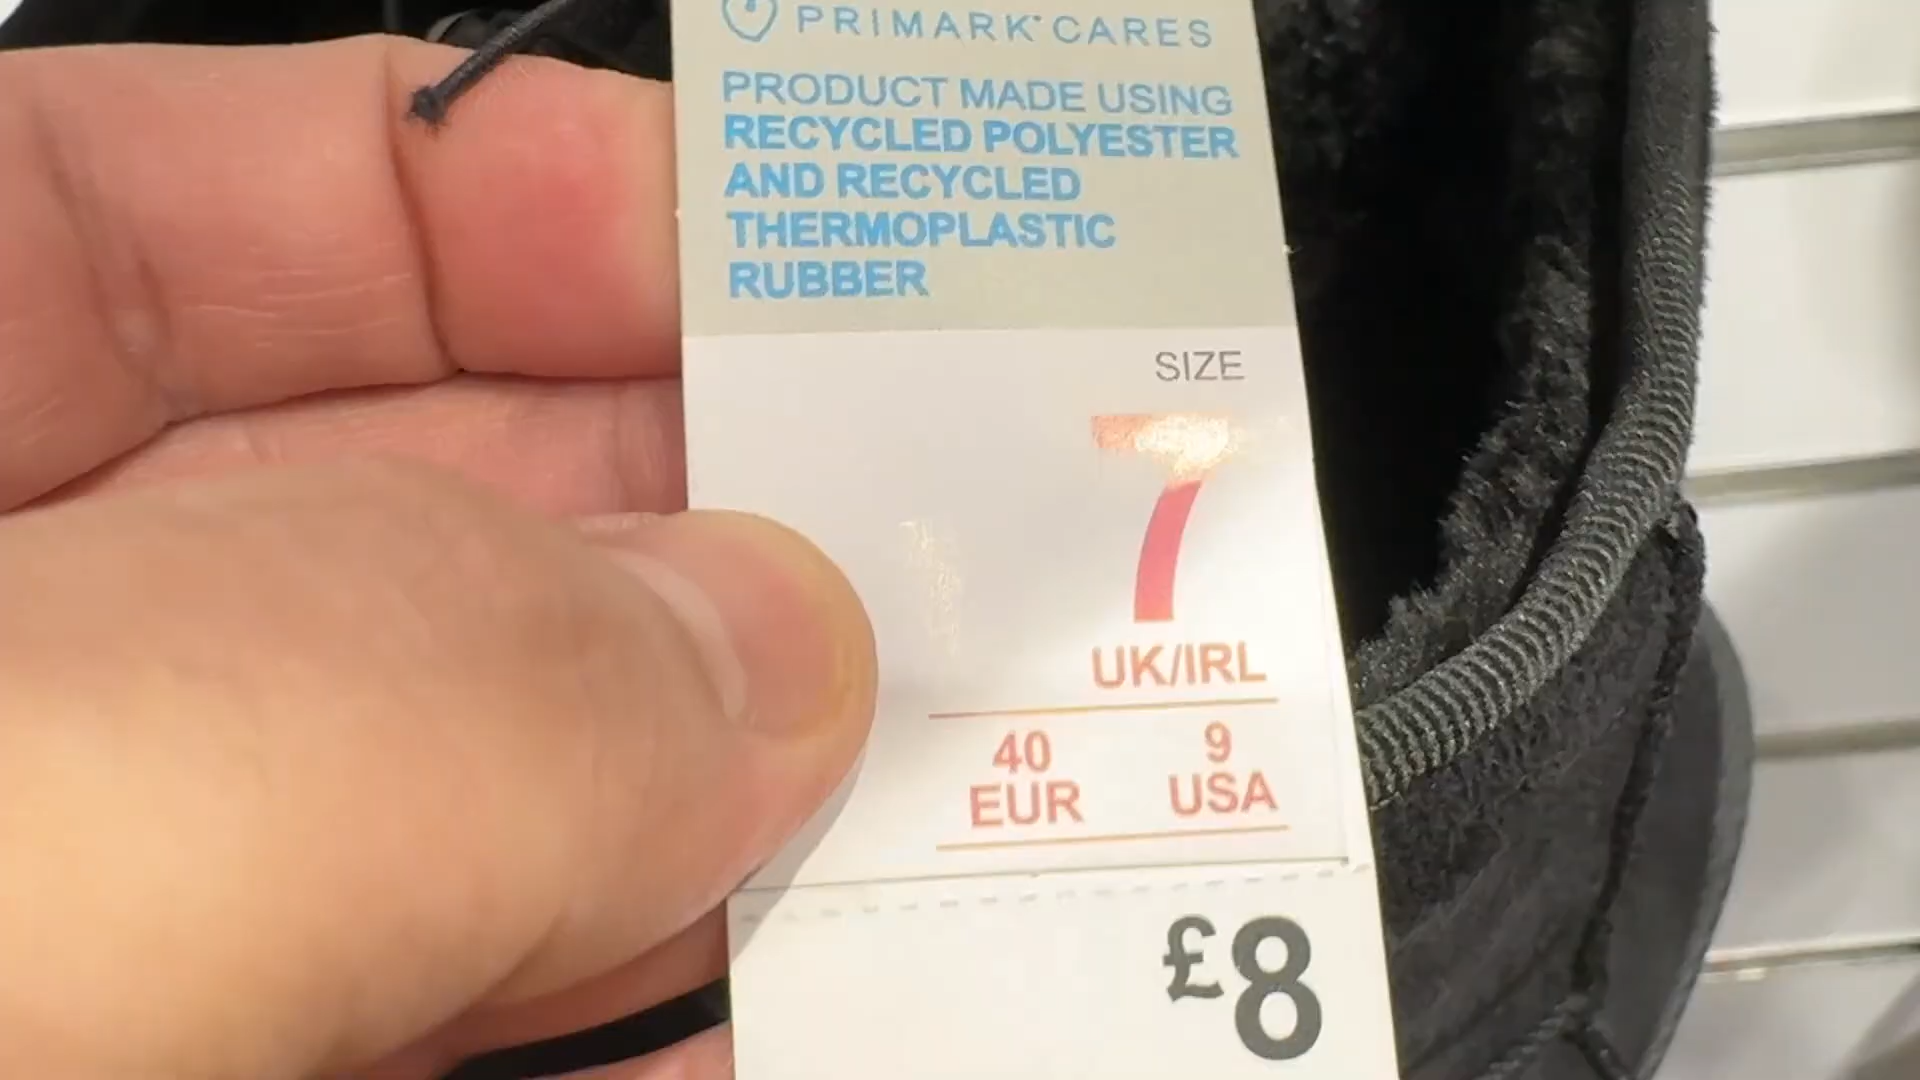 PRIMARK CARES
PRODUCT MADE USING
RECYCLED POLYESTER
AND RECYCLED
THERMOPLASTIC
RUBBER
SIZE
7
UK/IRL
40 9
EUR USA
£8